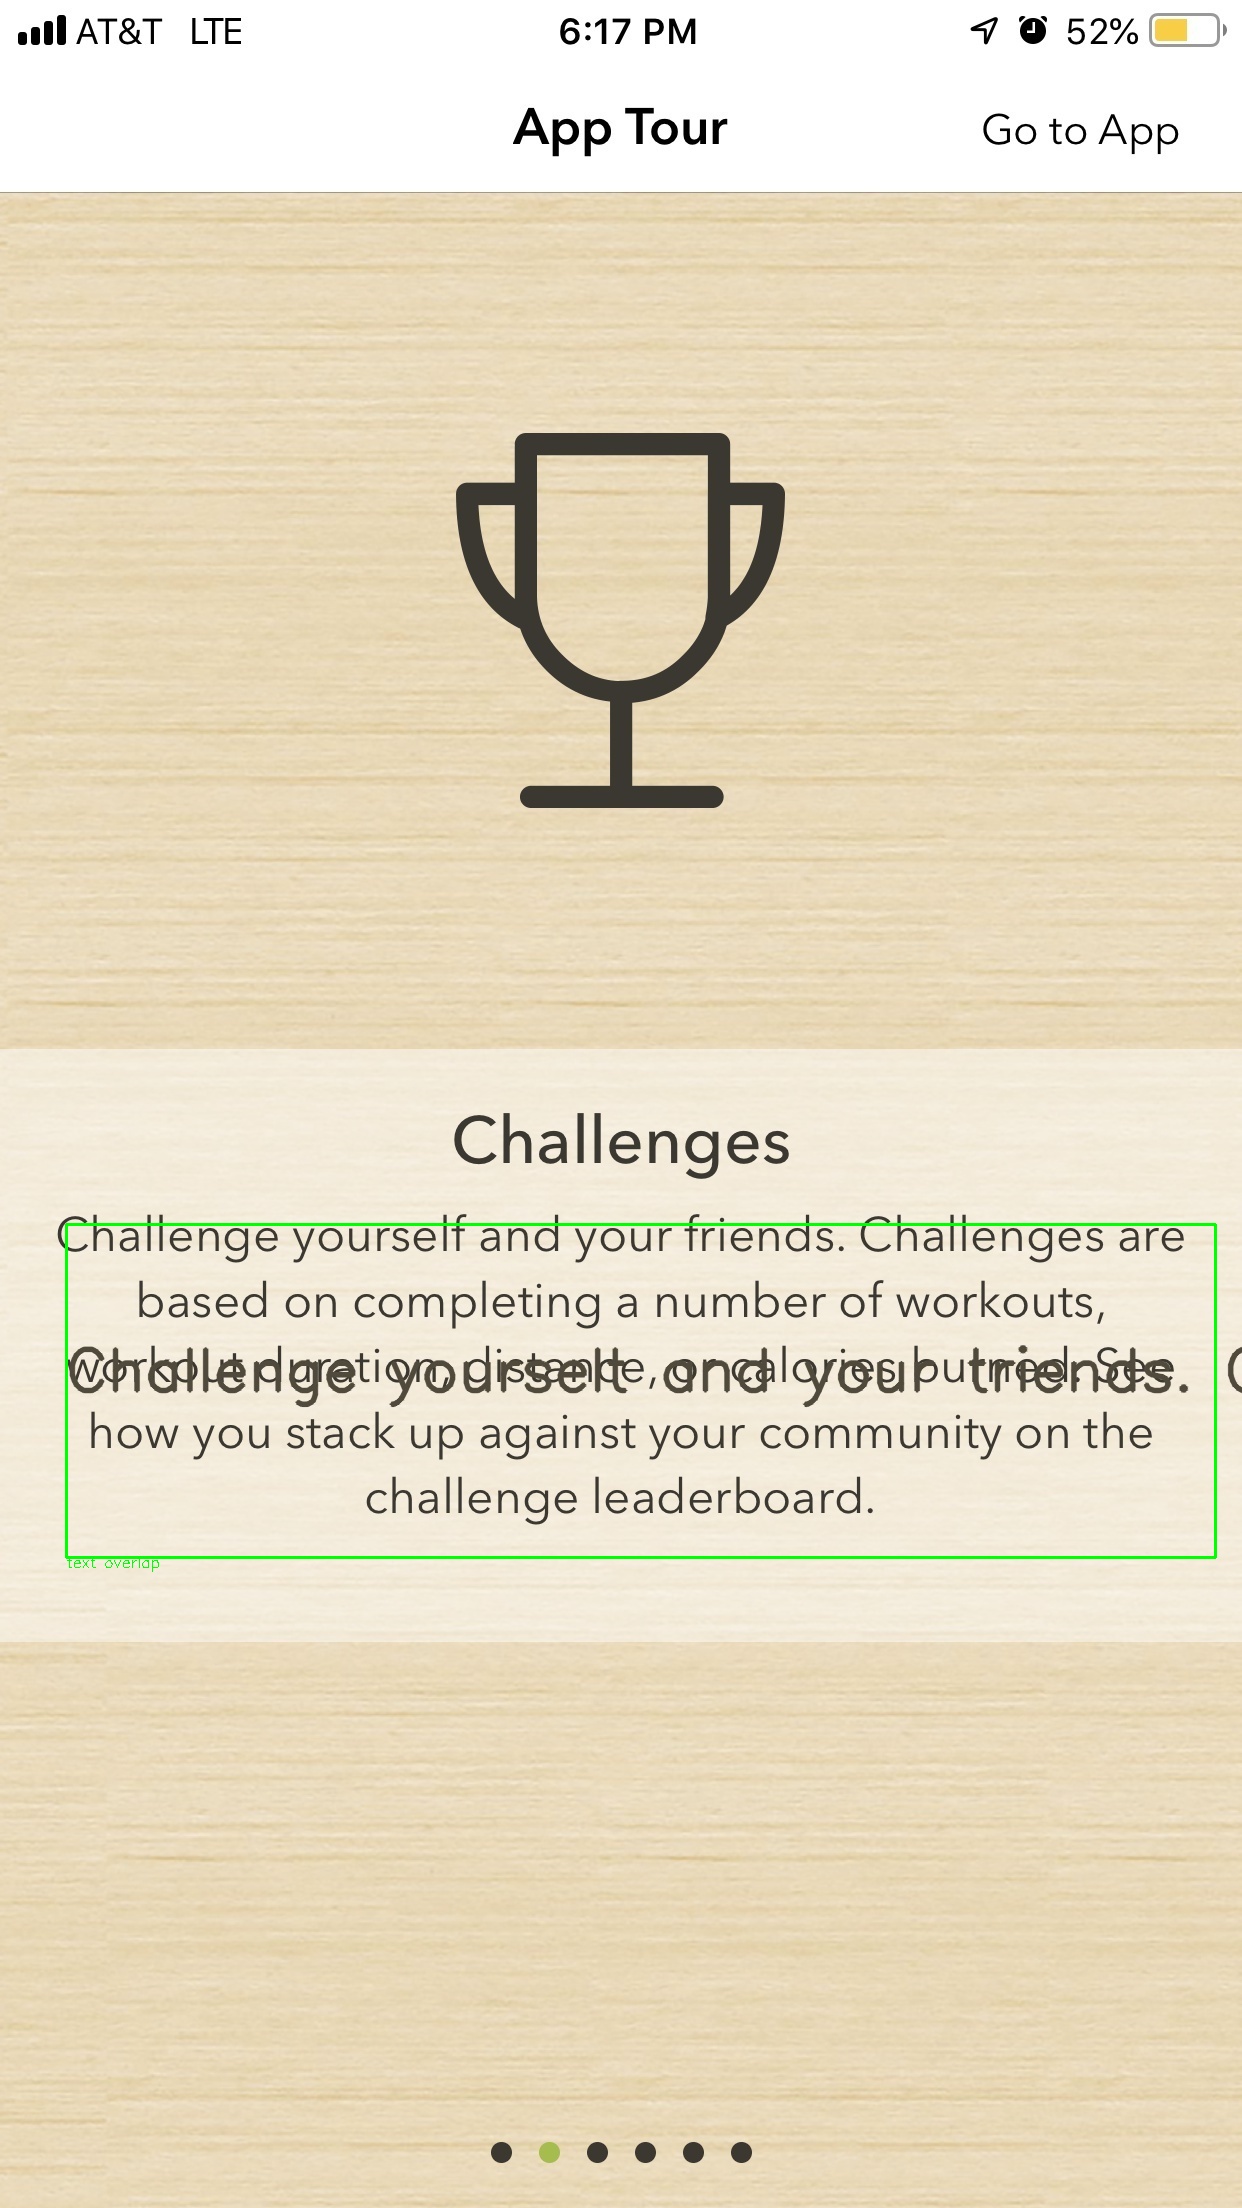 AT&T LTE 6:17 PM 52%
App Tour Go to App
Challenges
Challenge yourself and your friends. Challenges are
based on completing a number of workouts,
workout duration, distance, or calories burned. See
Challenge yourself and your friends.
how you stack up against your community on the
challenge leaderboard.
text overlap